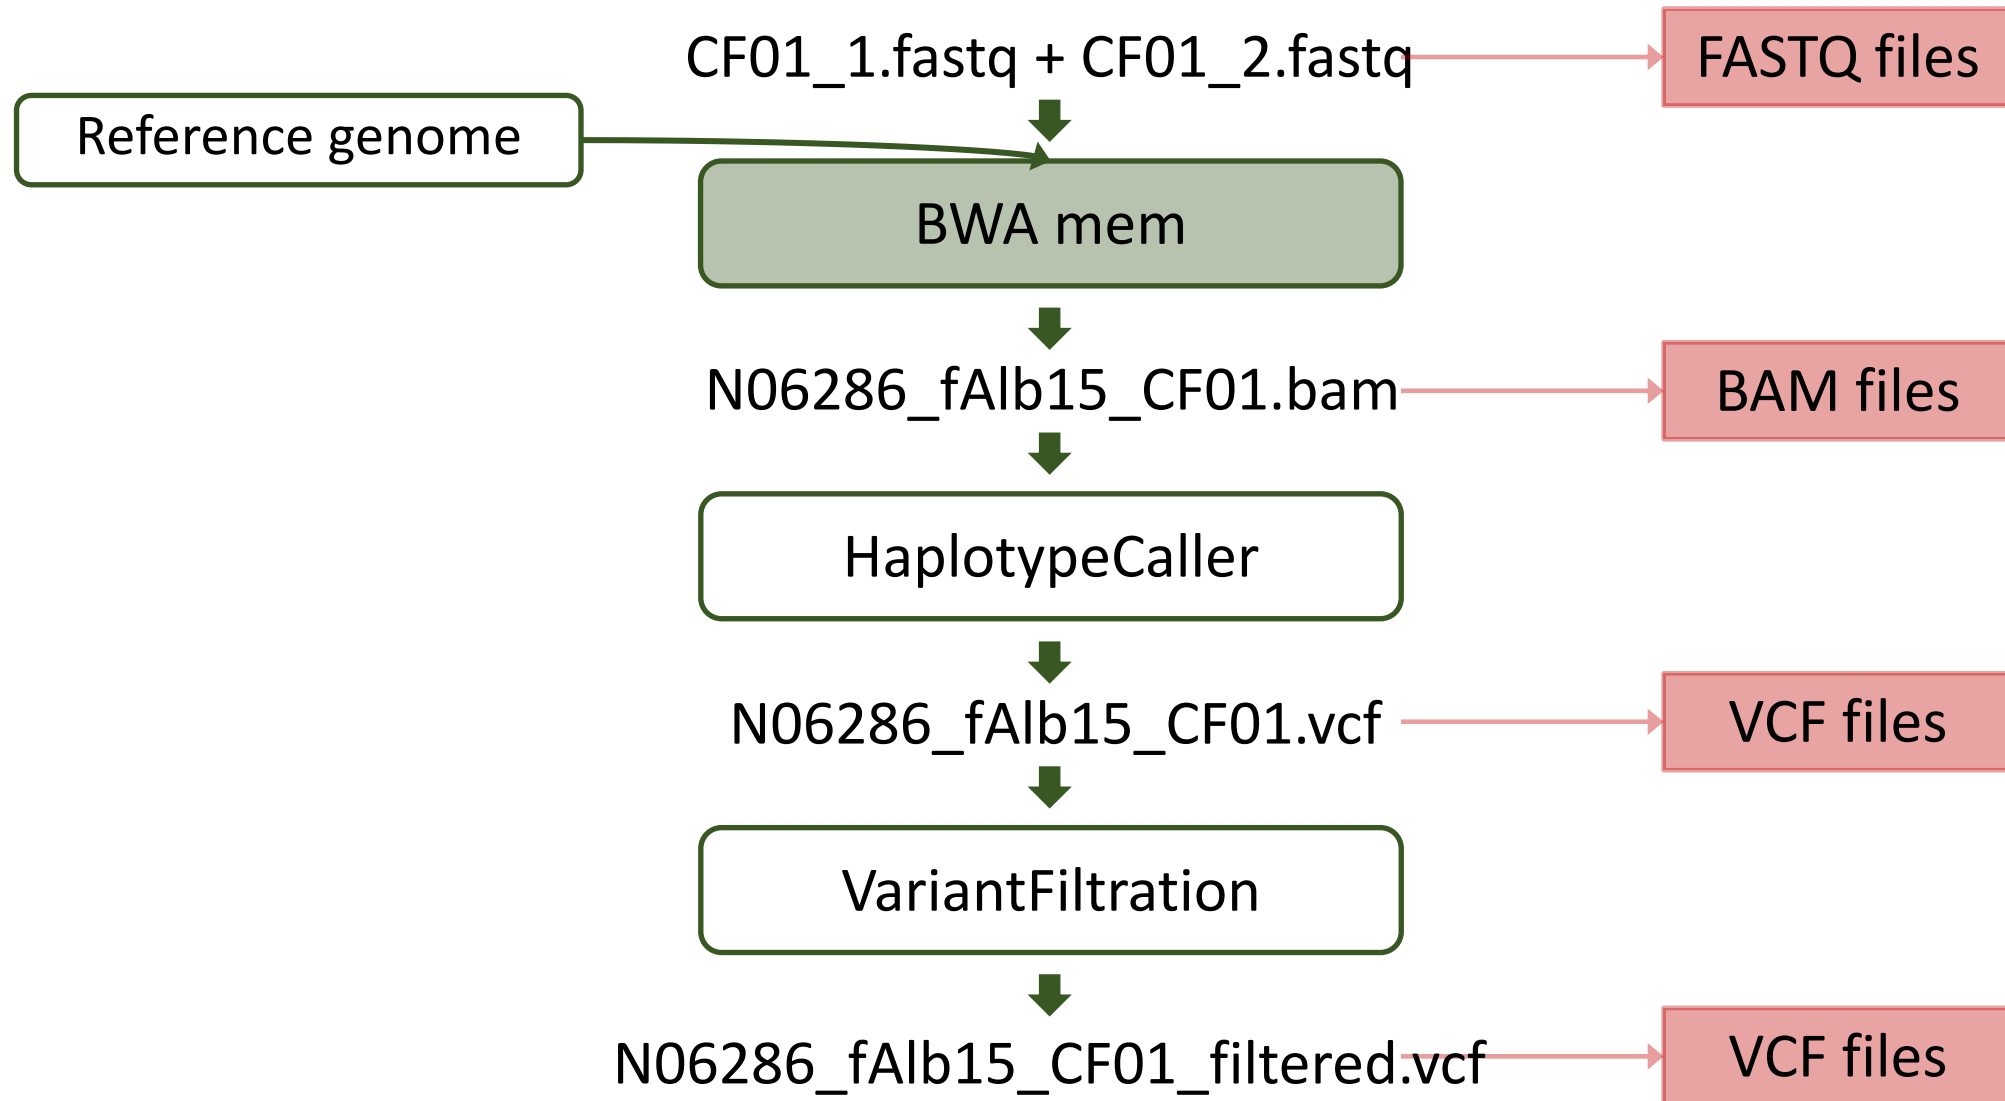 CF01_1.fastq + CF01_2.fastq
FASTQ files
Reference genome
BWA mem
N06286_fAlb15_CF01.bam
BAM files
HaplotypeCaller
N06286_fAlb15_CF01.vcf
VCF files
VariantFiltration
N06286_fAlb15_CF01_filtered.vcf
VCF files